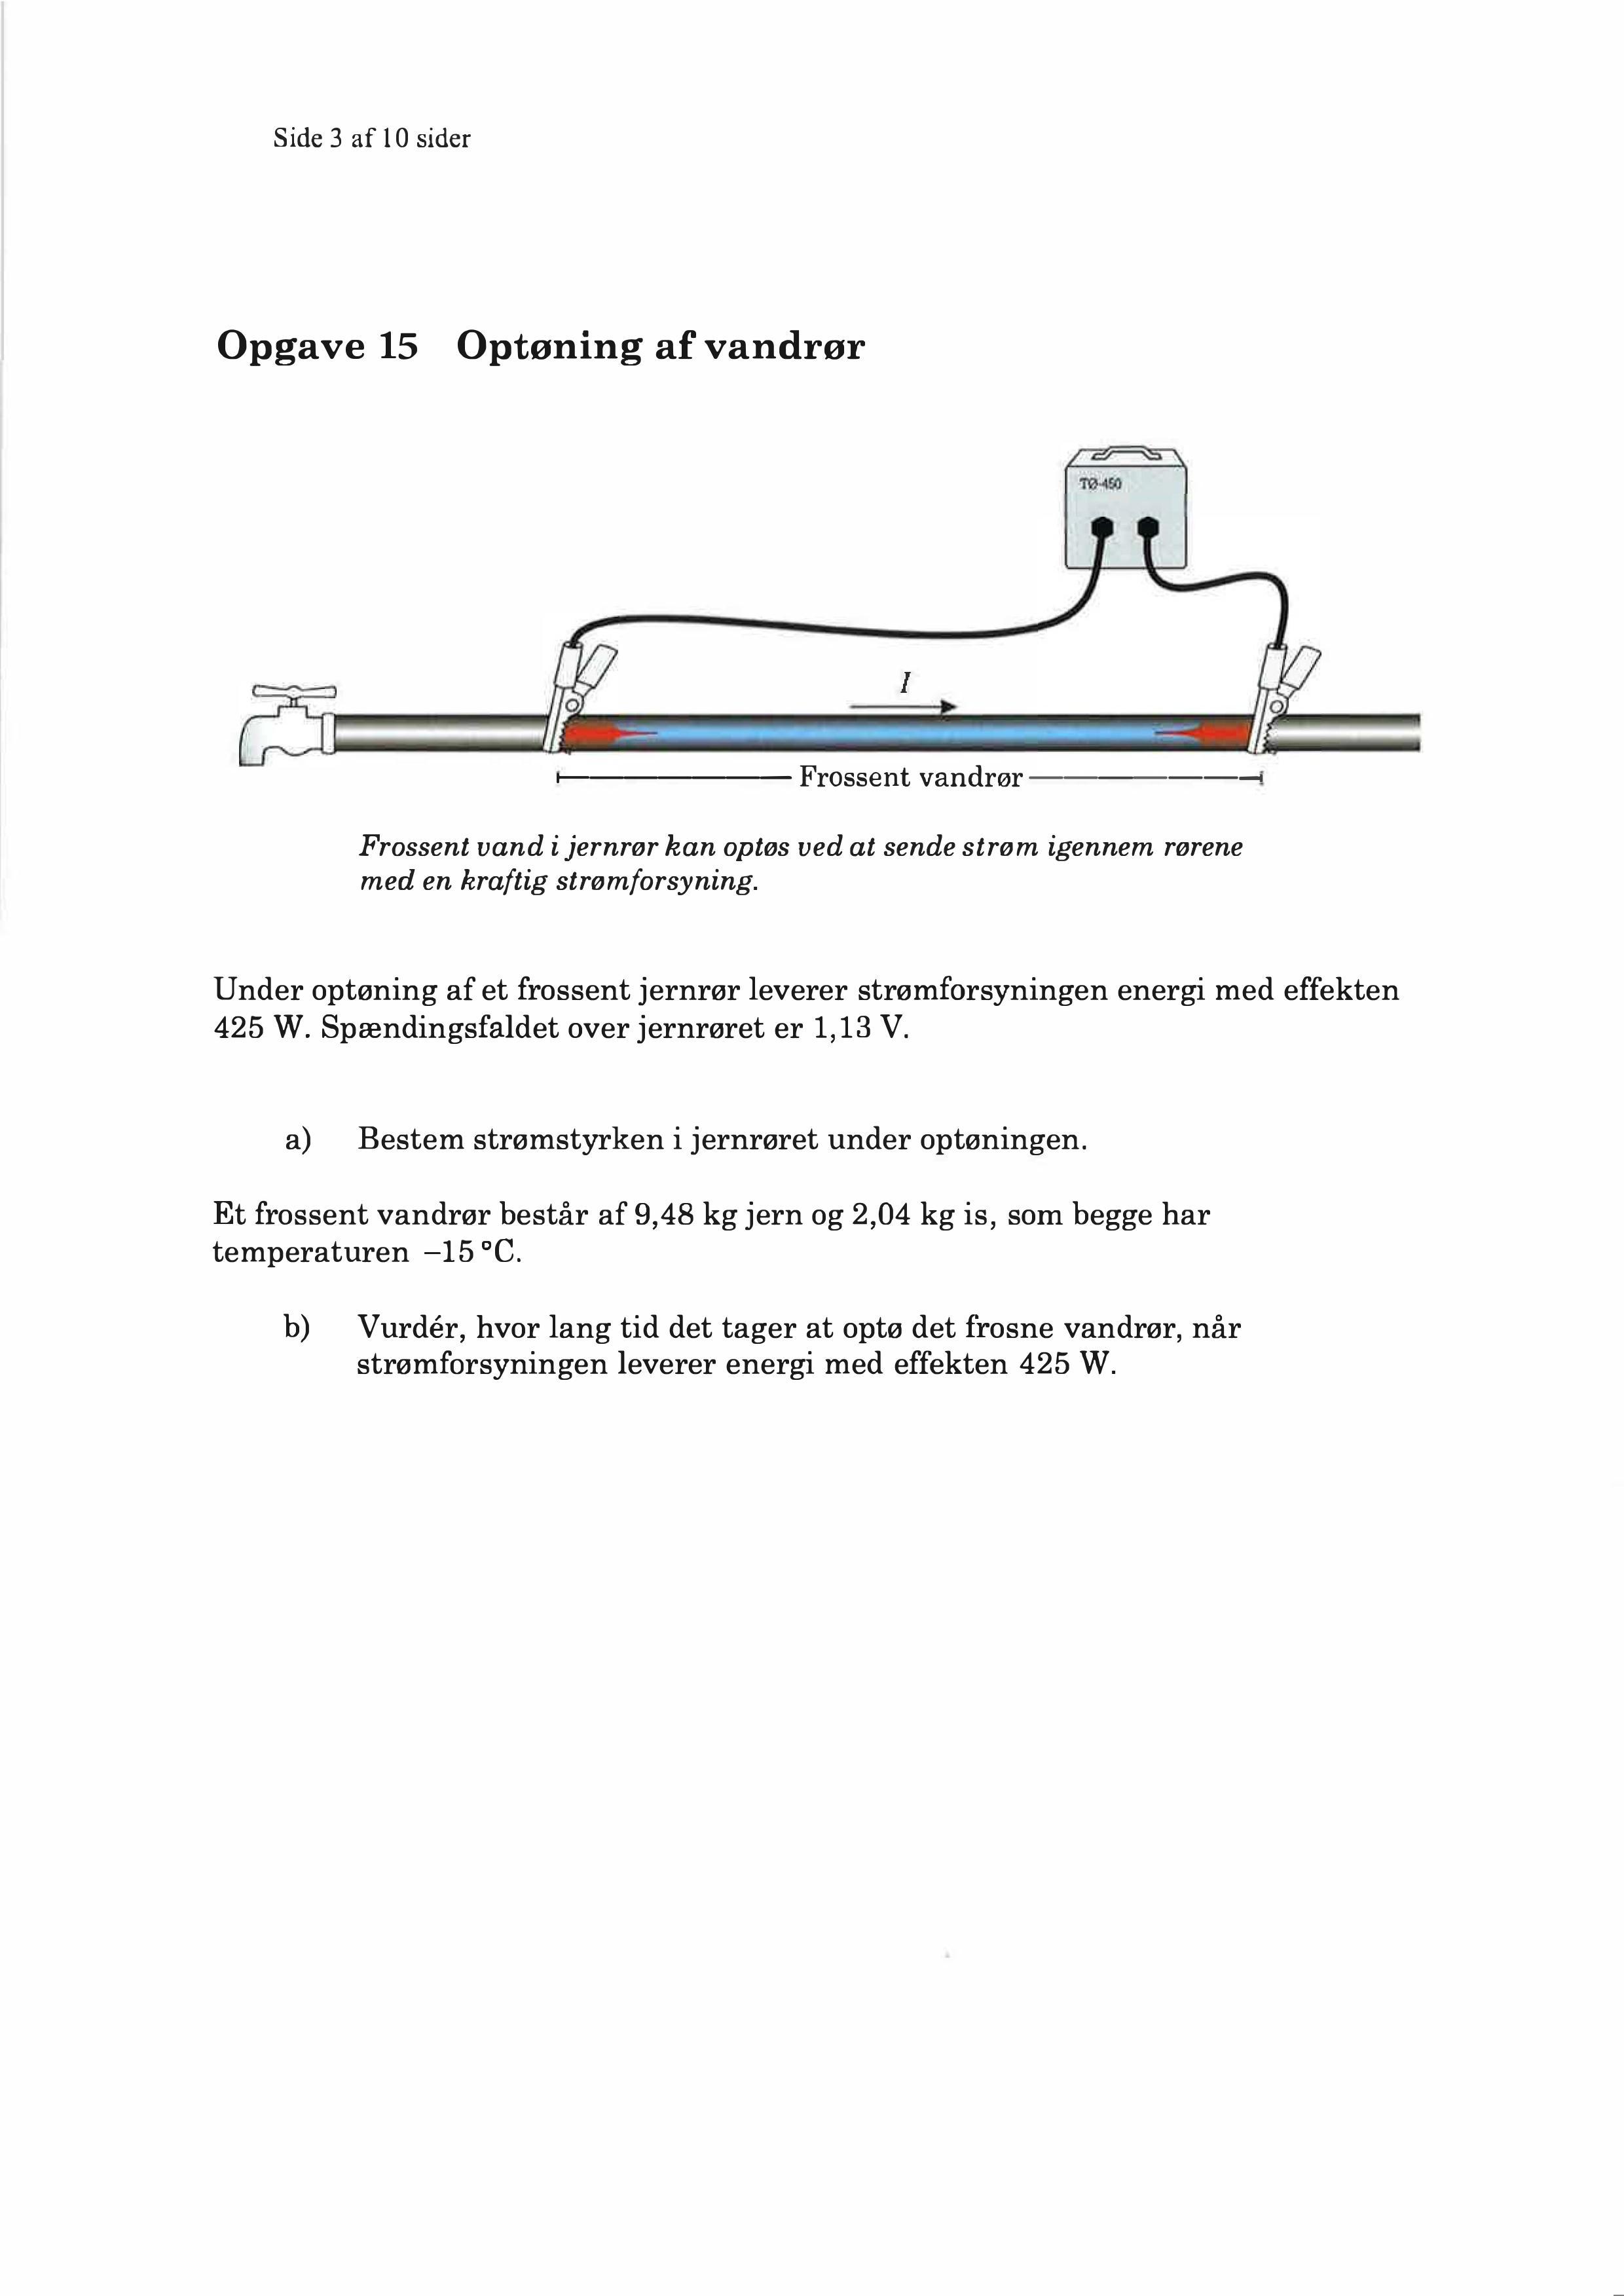 Side 3 af 10 sider
Opgave 15 Optøning af vandrør
TØ-450
I
Frossent vandrør
Frossent vand i jernrør kan optøs ved at sende strøm igennem rørene
med en kraftig strømforsyning.
Under optøning af et frossent jernrør leverer strømforsyningen energi med effekten
425 W. Spændingsfaldet over jernrøret er 1,13 V.
a) Bestem strømstyrken i jernrøret under optøningen.
Et frossent vandrør består af 9,48 kg jern og 2,04 kg is, som begge har
temperaturen –15 °C.
b) Vurdér, hvor lang tid det tager at optø det frosne vandrør, når
strømforsyningen leverer energi med effekten 425 W.